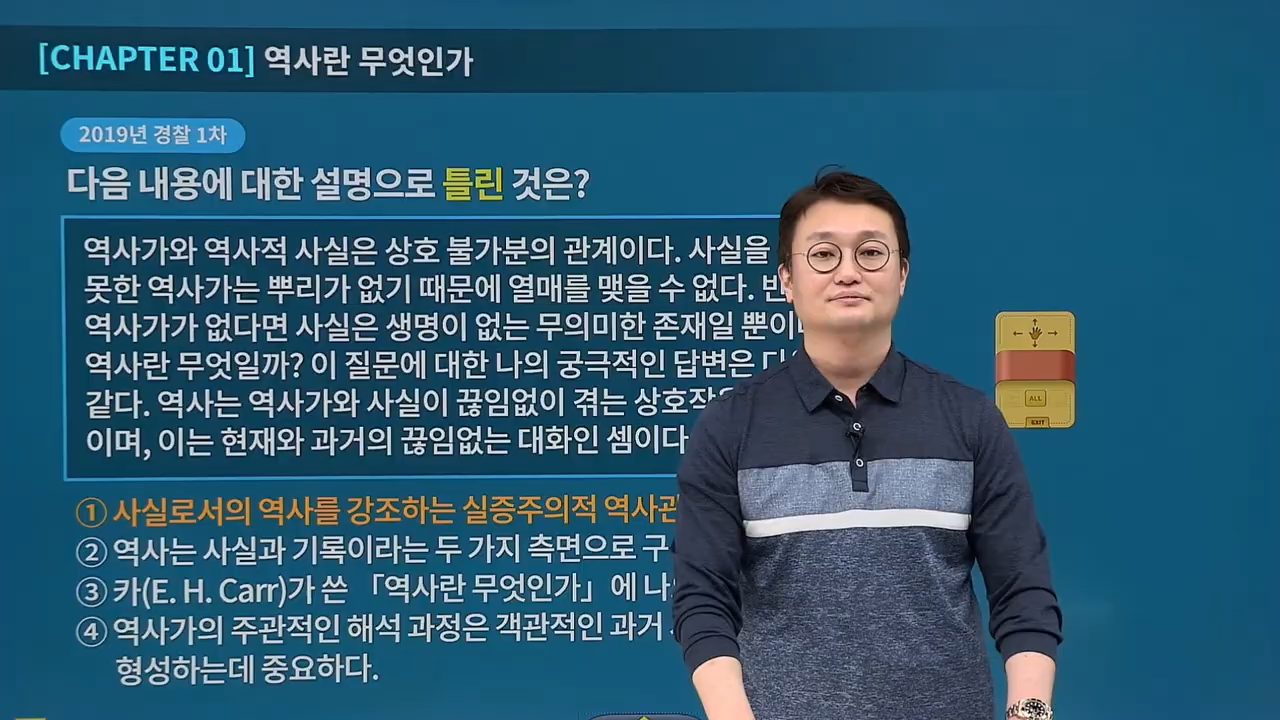 [CHAPTER 01] 역사란 무엇인가
2019년 경찰 1차
다음 내용에 대한 설명으로 틀린 것은?
역사가와 역사적 사실은 상호 불가분의 관계이다. 사실을
못한 역사가는 뿌리가 없기 때문에 열매를 맺을 수 없다.
역사가가 없다면 사실은 생명이 없는 무의미한 존재일
역사란 무엇일까? 이 질문에 대한 나의 궁극적인 답변은
같다. 역사는 역사가와 사실이 끊임없이 겪는
이며, 이는 현재와 과거의 끊임없는 대화인 셈이다
① 사실로서의 역사를 강조하는 실증주의적 역사관
② 역사는 사실과 기록이라는 두 가지 측면으로
③ 카(E. H. Carr)가 쓴 「역사란 무엇인가」에
④ 역사가의 주관적인 해석 과정은 객관적인 과거
형성하는데 중요하다.
ALL
EXIT